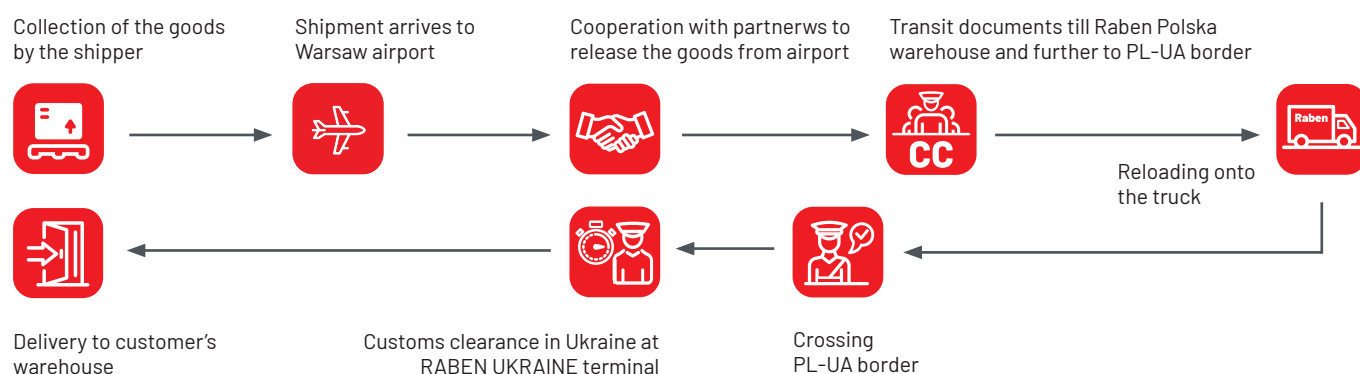 Collection of the goods
by the shipper
Shipment arrives to
Warsaw airport
Cooperation with partnerws to
release the goods from airport
Transit documents till Raben Polska
warehouse and further to PL-UA border
CC
Raben
Reloading onto
the truck
Delivery to customer's
warehouse
Customs clearance in Ukraine at
RABEN UKRAINE terminal
Crossing
PL-UA border